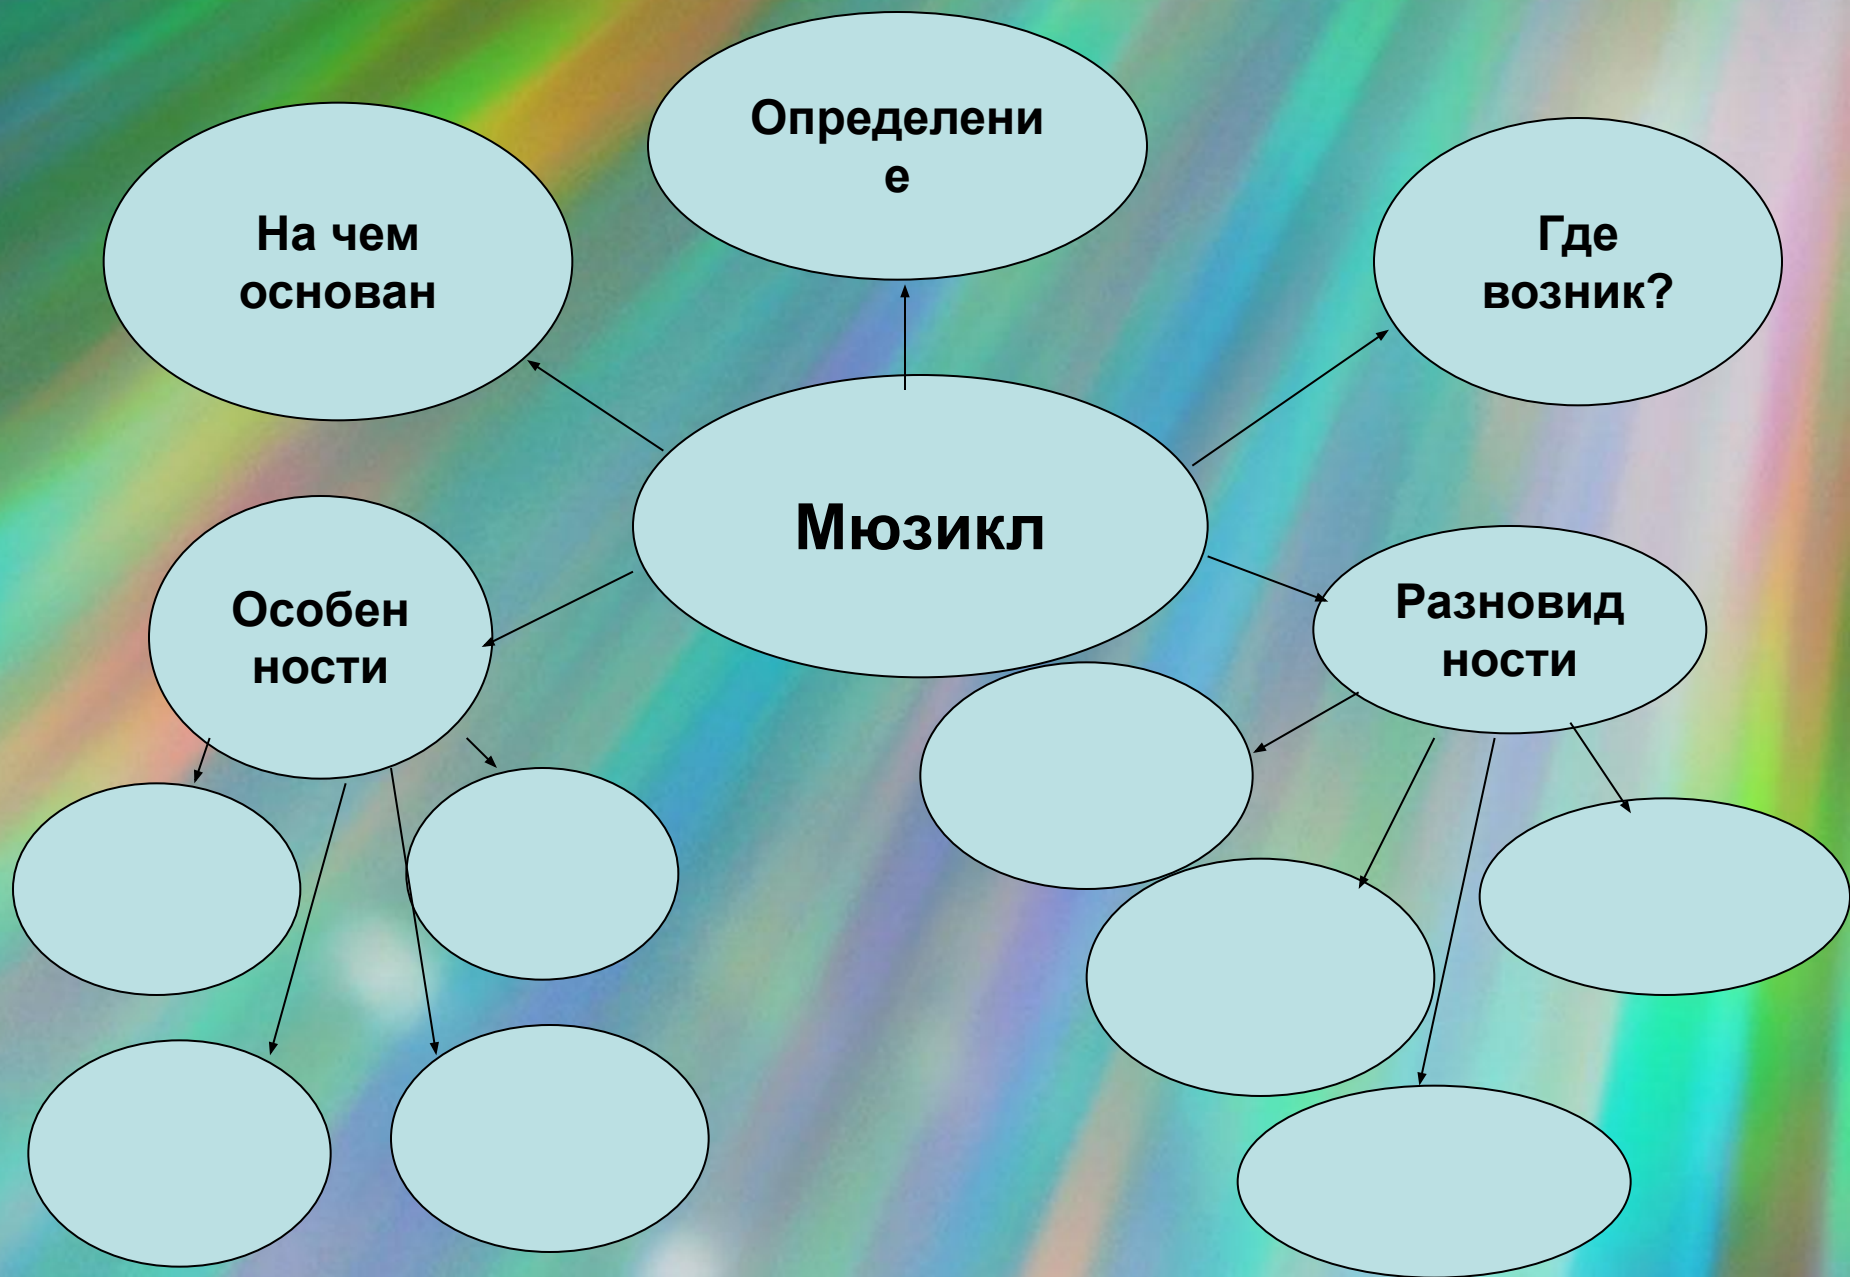 Определени
е
На чем
основан
Где
возник?
Мюзикл
Особен
ности
Разновид
ности